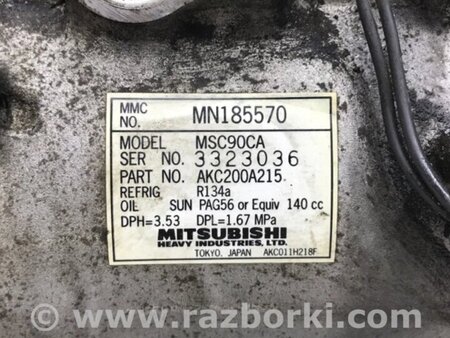 MMC
NO. MN185570
MODEL MSC90CA
SER NO. 3323036
PART NO. AKC200A215
REFRIG R134a
OIL SUN PAG56 or Equiv 140 cc
DPH=3.53 DPL=1.67 MPa
MITSUBISHI
HEAVY INDUSTRIES, LTD.
TOKYO, JAPAN AKC011H218F
© www.razborki.com